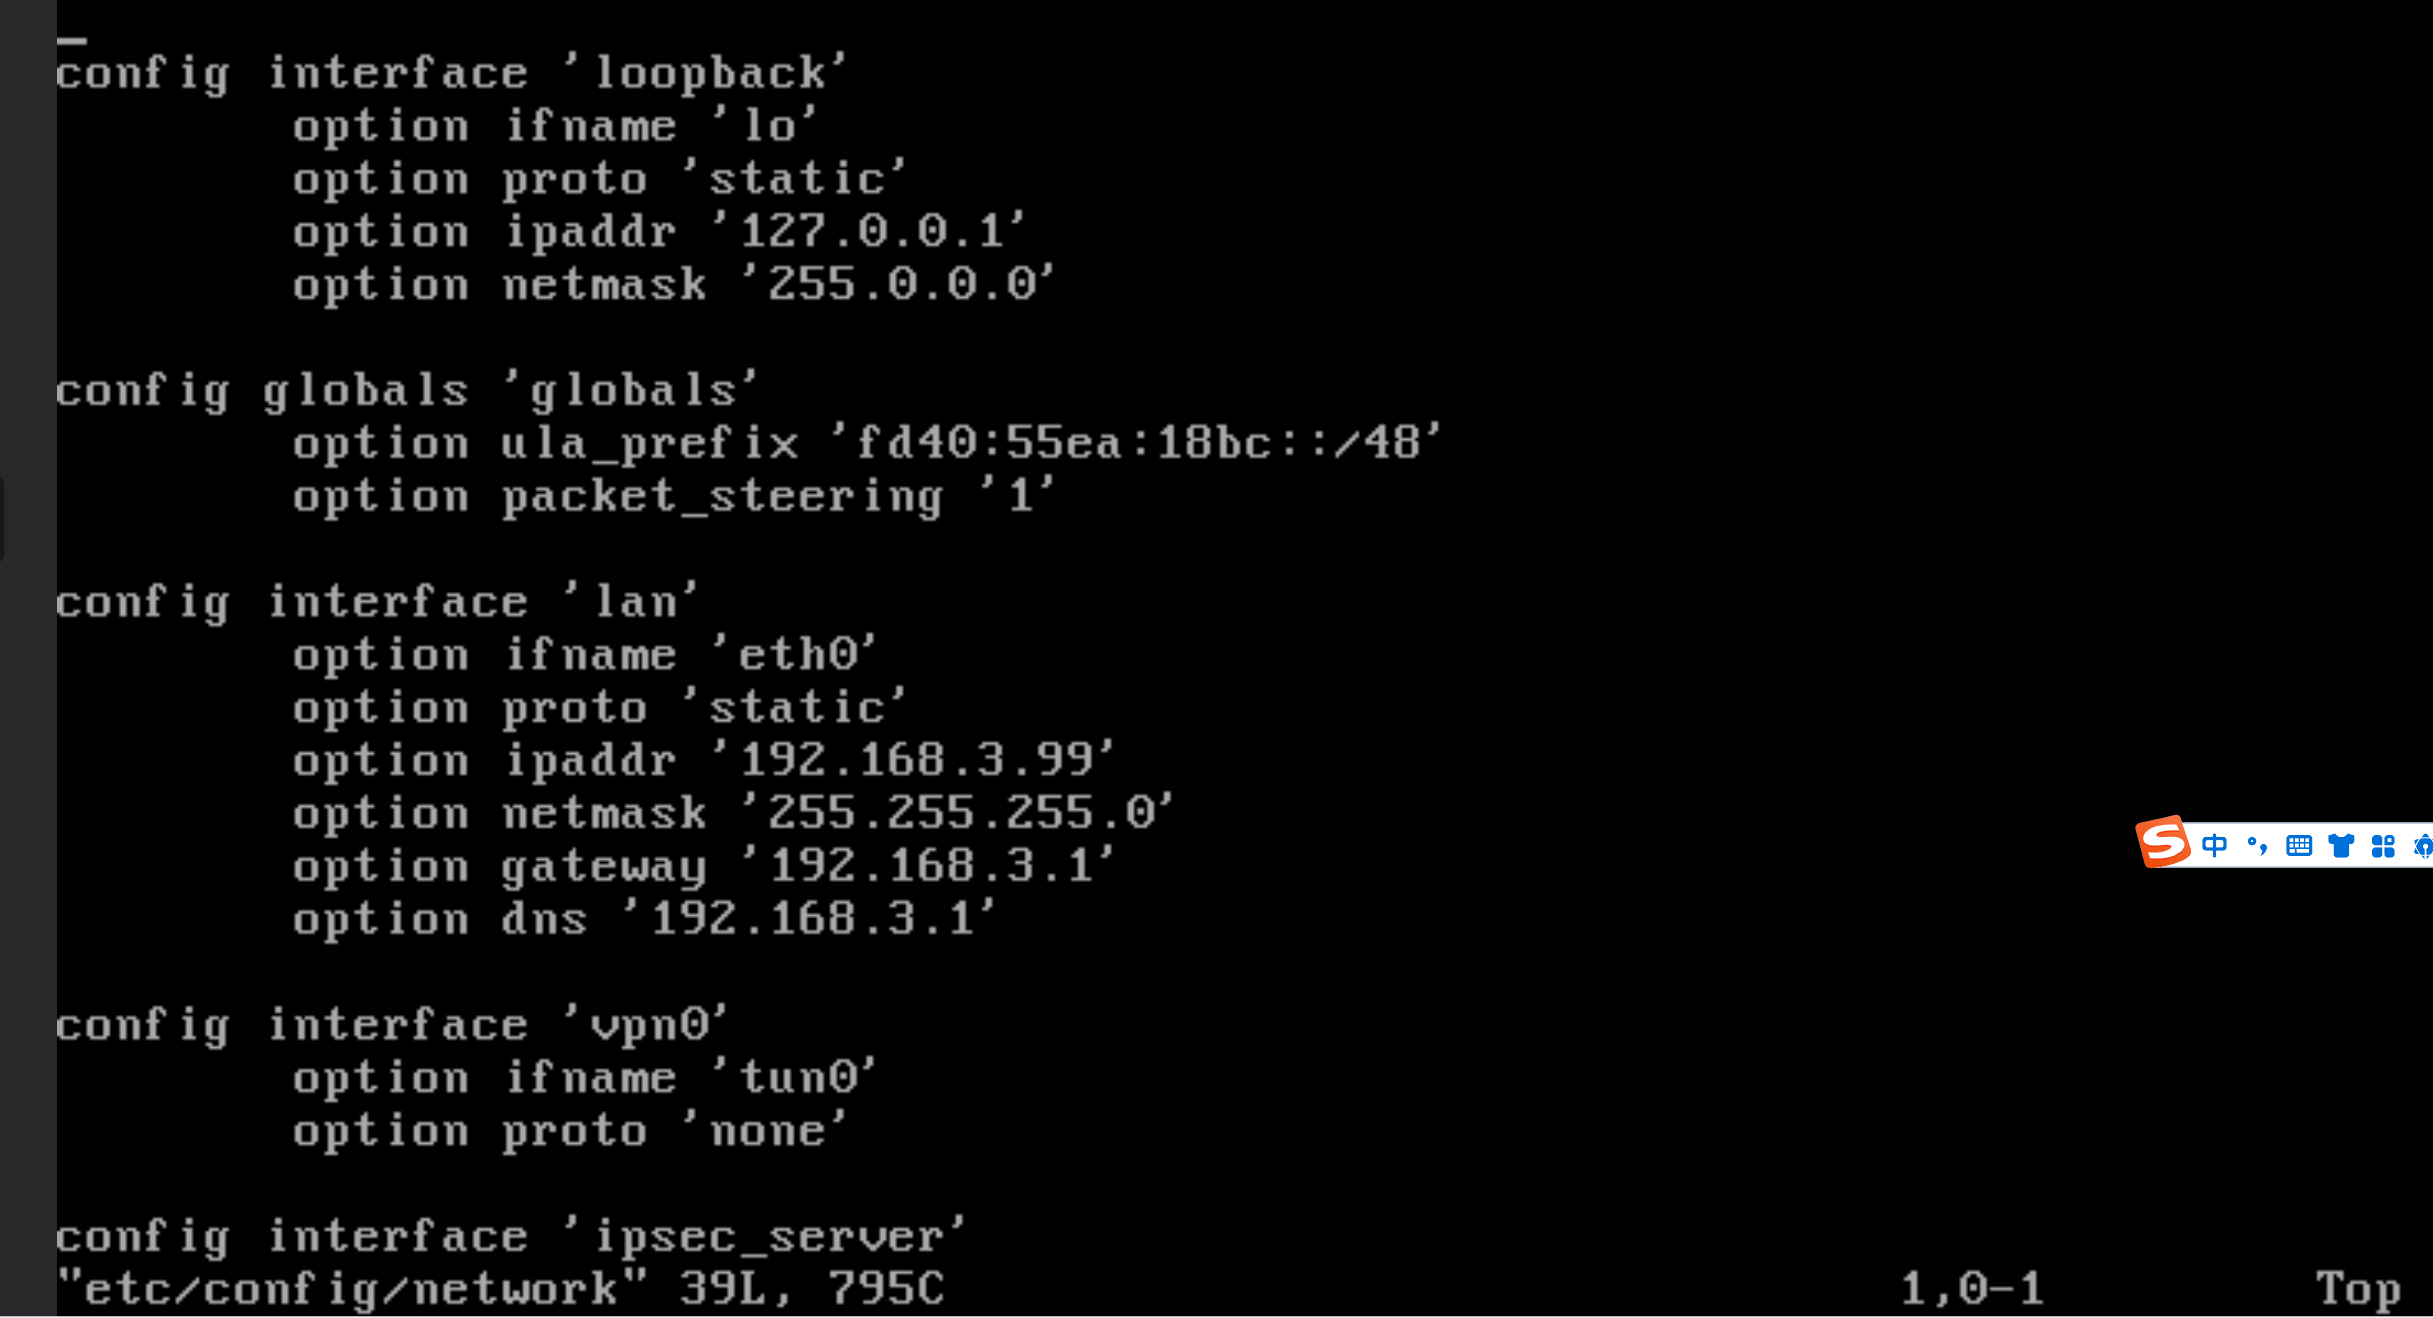 config interface 'loopback'
option ifname 'lo'
option proto 'static'
option ipaddr '127.0.0.1'
option netmask '255.0.0.0'
config globals 'globals'
option ula_prefix 'fd40:55ea:18bc::/48'
option packet_steering '1'
config interface 'lan'
option ifname 'eth0'
option proto 'static'
option ipaddr '192.168.3.99'
option netmask '255.255.255.0'
option gateway '192.168.3.1'
option dns '192.168.3.1'
config interface 'vpn0'
option ifname 'tun0'
option proto 'none'
config interface 'ipsec_server'
"etc/config/network" 39L, 795C 1,0-1 Top
S 中 °,